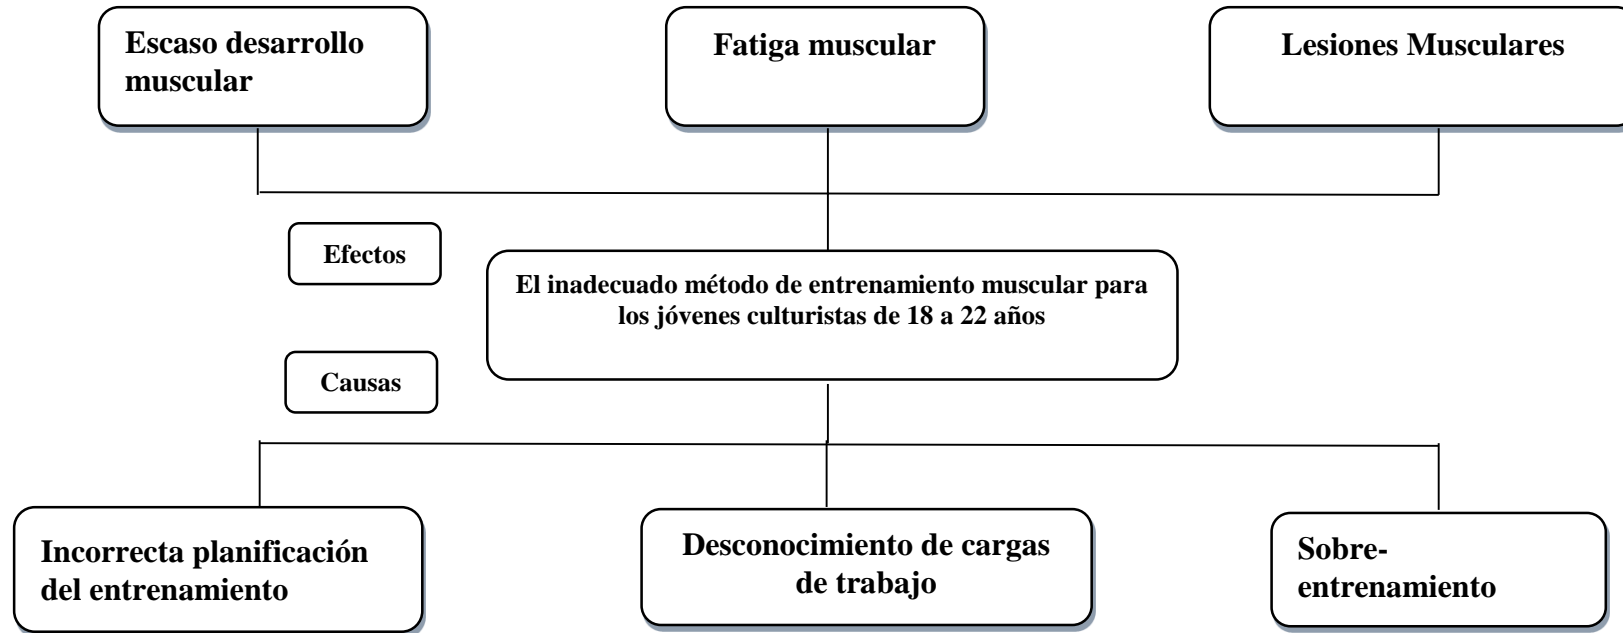 Escaso desarrollo
muscular
Fatiga muscular
Lesiones Musculares
Efectos
El inadecuado método de entrenamiento muscular para
los jóvenes culturistas de 18 a 22 años
Causas
Incorrecta planificación
del entrenamiento
Desconocimiento de cargas
de trabajo
Sobre-
entrenamiento